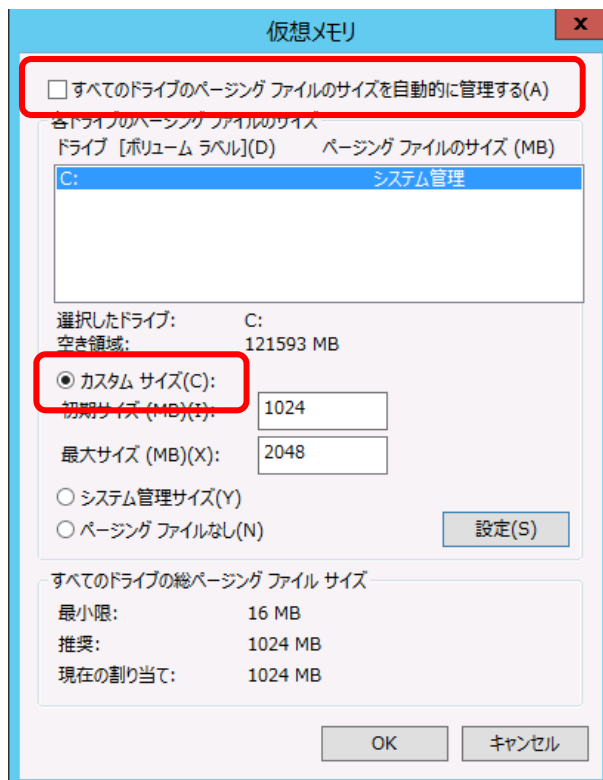 仮想メモリ
x
すべてのドライブのページング ファイルのサイズを自動的に管理する(A)
各ドライブのページング ファイルのサイズ
ドライブ [ボリューム ラベル](D) ページング ファイルのサイズ (MB)
C: システム管理
選択したドライブ: C:
空き領域: 121593 MB
カスタム サイズ(C):
初期サイズ (MB)(I): 1024
最大サイズ (MB)(X): 2048
システム管理サイズ(Y)
ページング ファイルなし(N) 設定(S)
すべてのドライブの総ページング ファイル サイズ
最小限: 16 MB
推奨: 1024 MB
現在の割り当て: 1024 MB
OK キャンセル